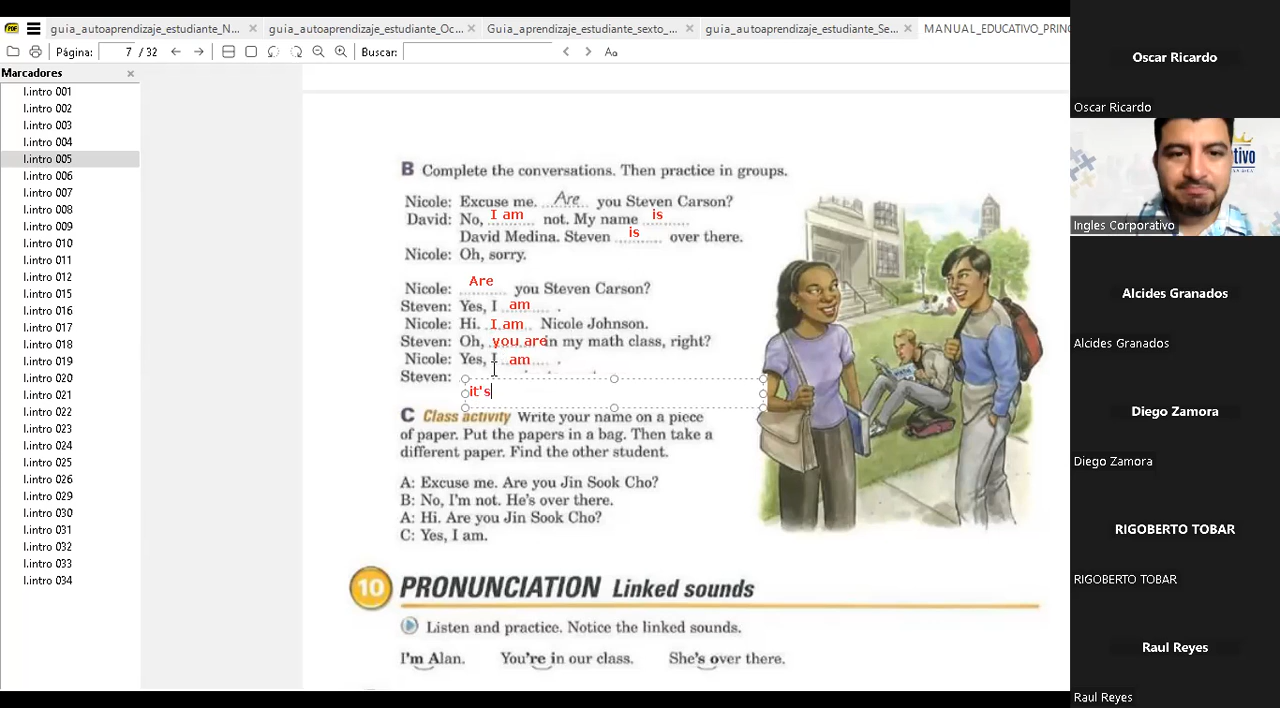 guia_autoaprendizaje_estudiante_N...
guia_autoaprendizaje_estudiante_Oc...
Guia_aprendizaje_estudiante_sexto_...
guia_autoaprendizaje_estudiante_Se...
MANUAL_EDUCATIVO_PRINC
Página: 7 / 32
Buscar:
Aa
Marcadores
I.intro 001
I.intro 002
I.intro 003
I.intro 004
I.intro 005
I.intro 006
I.intro 007
I.intro 008
I.intro 009
I.intro 010
I.intro 011
I.intro 012
I.intro 015
I.intro 016
I.intro 017
I.intro 018
I.intro 019
I.intro 020
I.intro 021
I.intro 022
I.intro 023
I.intro 024
I.intro 025
I.intro 026
I.intro 029
I.intro 030
I.intro 031
I.intro 032
I.intro 033
I.intro 034
B Complete the conversations. Then practice in groups.
Nicole: Excuse me. Are you Steven Carson?
David: No, I am not. My name is
David Medina. Steven is over there.
Nicole: Oh, sorry.
Nicole: Are you Steven Carson?
Steven: Yes, I am .
Nicole: Hi. I am Nicole Johnson.
Steven: Oh, you are in my math class, right?
Nicole: Yes, I am .
Steven:
it's
C Class activity Write your name on a piece
of paper. Put the papers in a bag. Then take a
different paper. Find the other student.
A: Excuse me. Are you Jin Sook Cho?
B: No, I'm not. He's over there.
A: Hi. Are you Jin Sook Cho?
C: Yes, I am.
10 PRONUNCIATION Linked sounds
Listen and practice. Notice the linked sounds.
I'm Alan. You're in our class. She's over there.
Oscar Ricardo
Oscar Ricardo
tivo
Ingles Corporativo
Alcides Granados
Alcides Granados
Diego Zamora
Diego Zamora
RIGOBERTO TOBAR
RIGOBERTO TOBAR
Raul Reyes
Raul Reyes